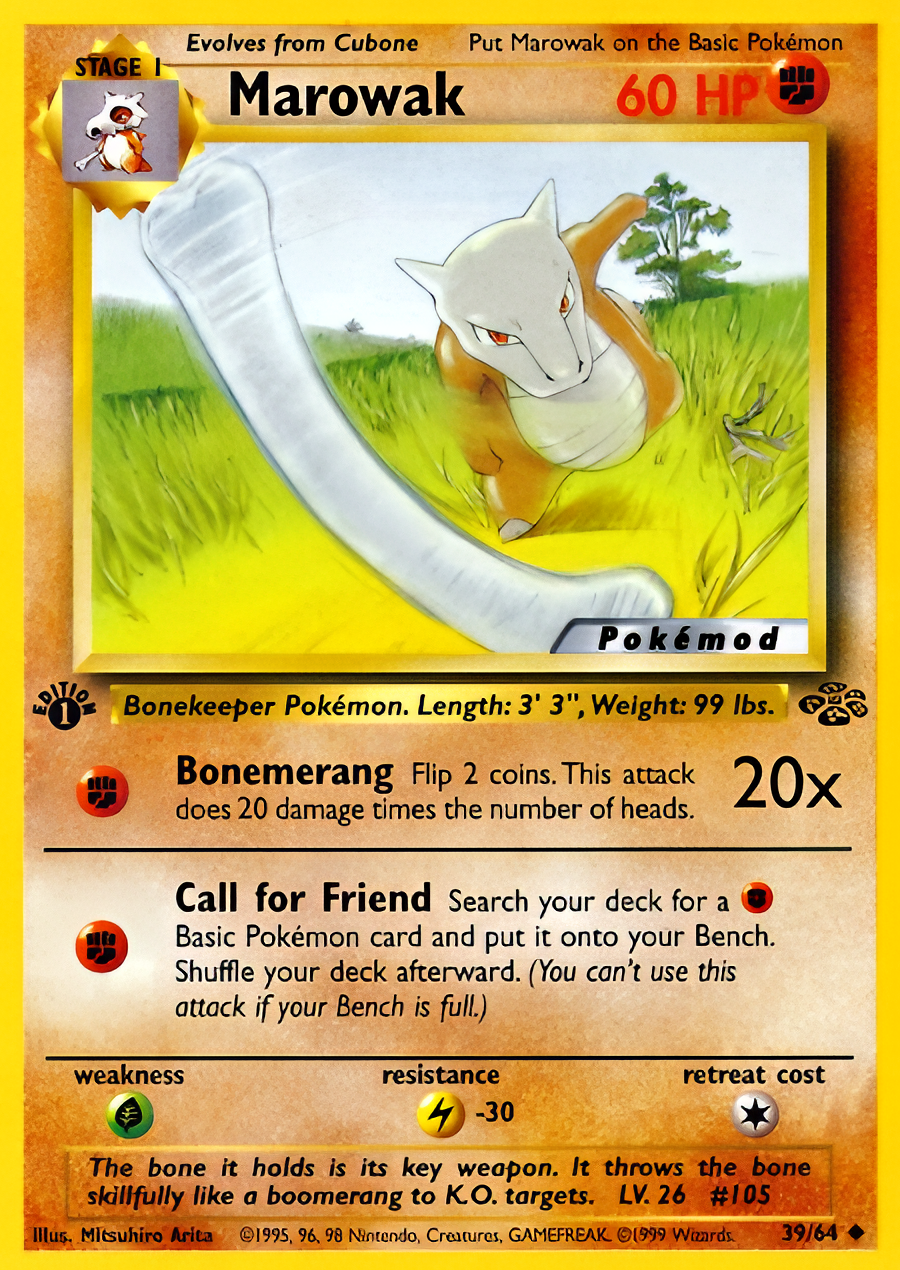 Evolves from Cubone Put Marowak on the Basic Pokémon
STAGE 1
Marowak 60 HP
Pokémod
EDITION
1
Bonekeeper Pokémon. Length: 3' 3", Weight: 99 lbs.
Bonemerang Flip 2 coins. This attack
does 20 damage times the number of heads.
20x
Call for Friend Search your deck for a
Basic Pokémon card and put it onto your Bench.
Shuffle your deck afterward. (You can't use this
attack if your Bench is full.)
weakness resistance retreat cost
-30
The bone it holds is its key weapon. It throws the bone
skillfully like a boomerang to K.O. targets. LV. 26 #105
Illus. Mitsuhiro Arita ©1995, 96, 98 Nintendo, Creatures, GAMEFREAK. ©1999 Wizards. 39/64